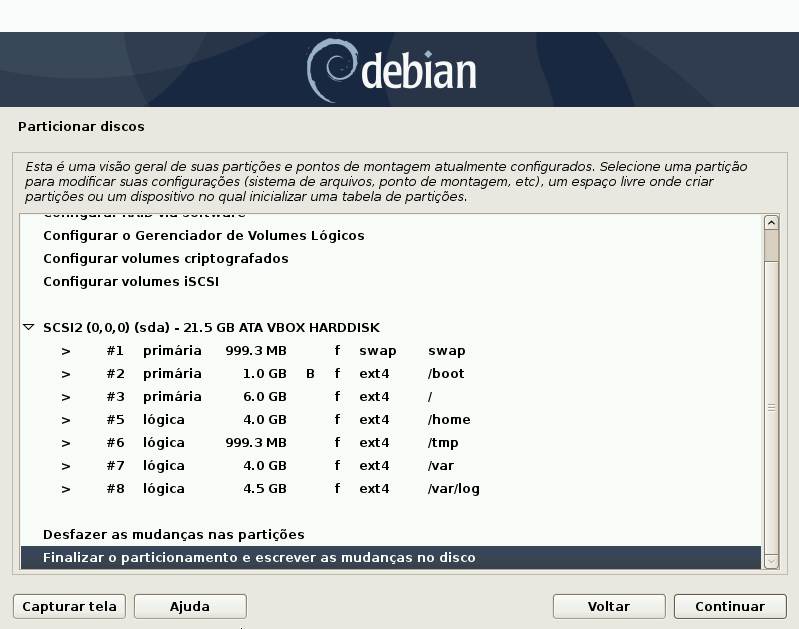 debian
Particionar discos
Esta é uma visão geral de suas partições e pontos de montagem atualmente configurados. Selecione uma partição
para modificar suas configurações (sistema de arquivos, ponto de montagem, etc), um espaço livre onde criar
partições ou um dispositivo no qual inicializar uma tabela de partições.
Configurar RAID via software
Configurar o Gerenciador de Volumes Lógicos
Configurar volumes criptografados
Configurar volumes iSCSI
SCSI2 (0,0,0) (sda) - 21.5 GB ATA VBOX HARDDISK
> #1 primária 999.3 MB f swap swap
> #2 primária 1.0 GB B f ext4 /boot
> #3 primária 6.0 GB f ext4 /
> #5 lógica 4.0 GB f ext4 /home
> #6 lógica 999.3 MB f ext4 /tmp
> #7 lógica 4.0 GB f ext4 /var
> #8 lógica 4.5 GB f ext4 /var/log
Desfazer as mudanças nas partições
Finalizar o particionamento e escrever as mudanças no disco
Capturar tela Ajuda Voltar Continuar